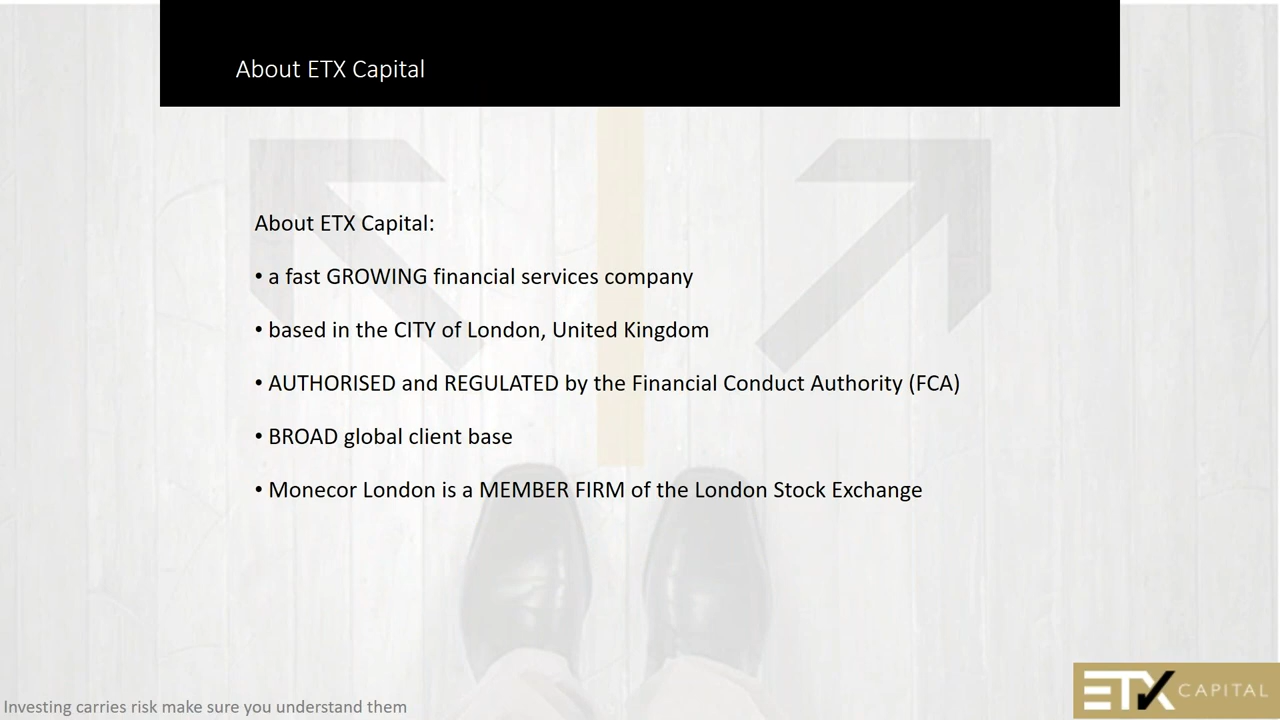 About ETX Capital
About ETX Capital:
• a fast GROWING financial services company
• based in the CITY of London, United Kingdom
• AUTHORISED and REGULATED by the Financial Conduct Authority (FCA)
• BROAD global client base
• Monecor London is a MEMBER FIRM of the London Stock Exchange
Investing carries risk make sure you understand them
ETX CAPITAL